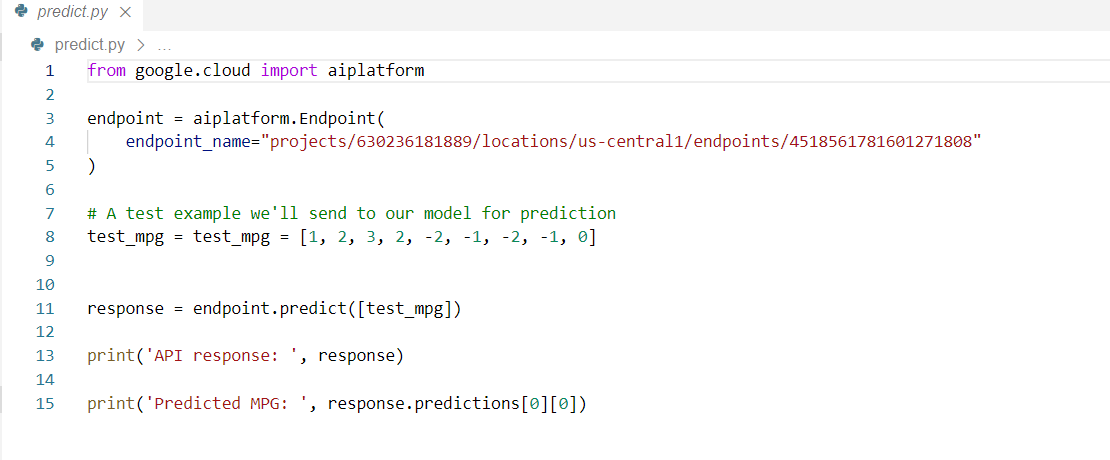 predict.py ×
predict.py > ...
1 from google.cloud import aiplatform
2
3 endpoint = aiplatform.Endpoint(
4     endpoint_name="projects/630236181889/locations/us-central1/endpoints/4518561781601271808"
5 )
6
7 # A test example we'll send to our model for prediction
8 test_mpg = test_mpg = [1, 2, 3, 2, -2, -1, -2, -1, 0]
9
10
11 response = endpoint.predict([test_mpg])
12
13 print('API response: ', response)
14
15 print('Predicted MPG: ', response.predictions[0][0])